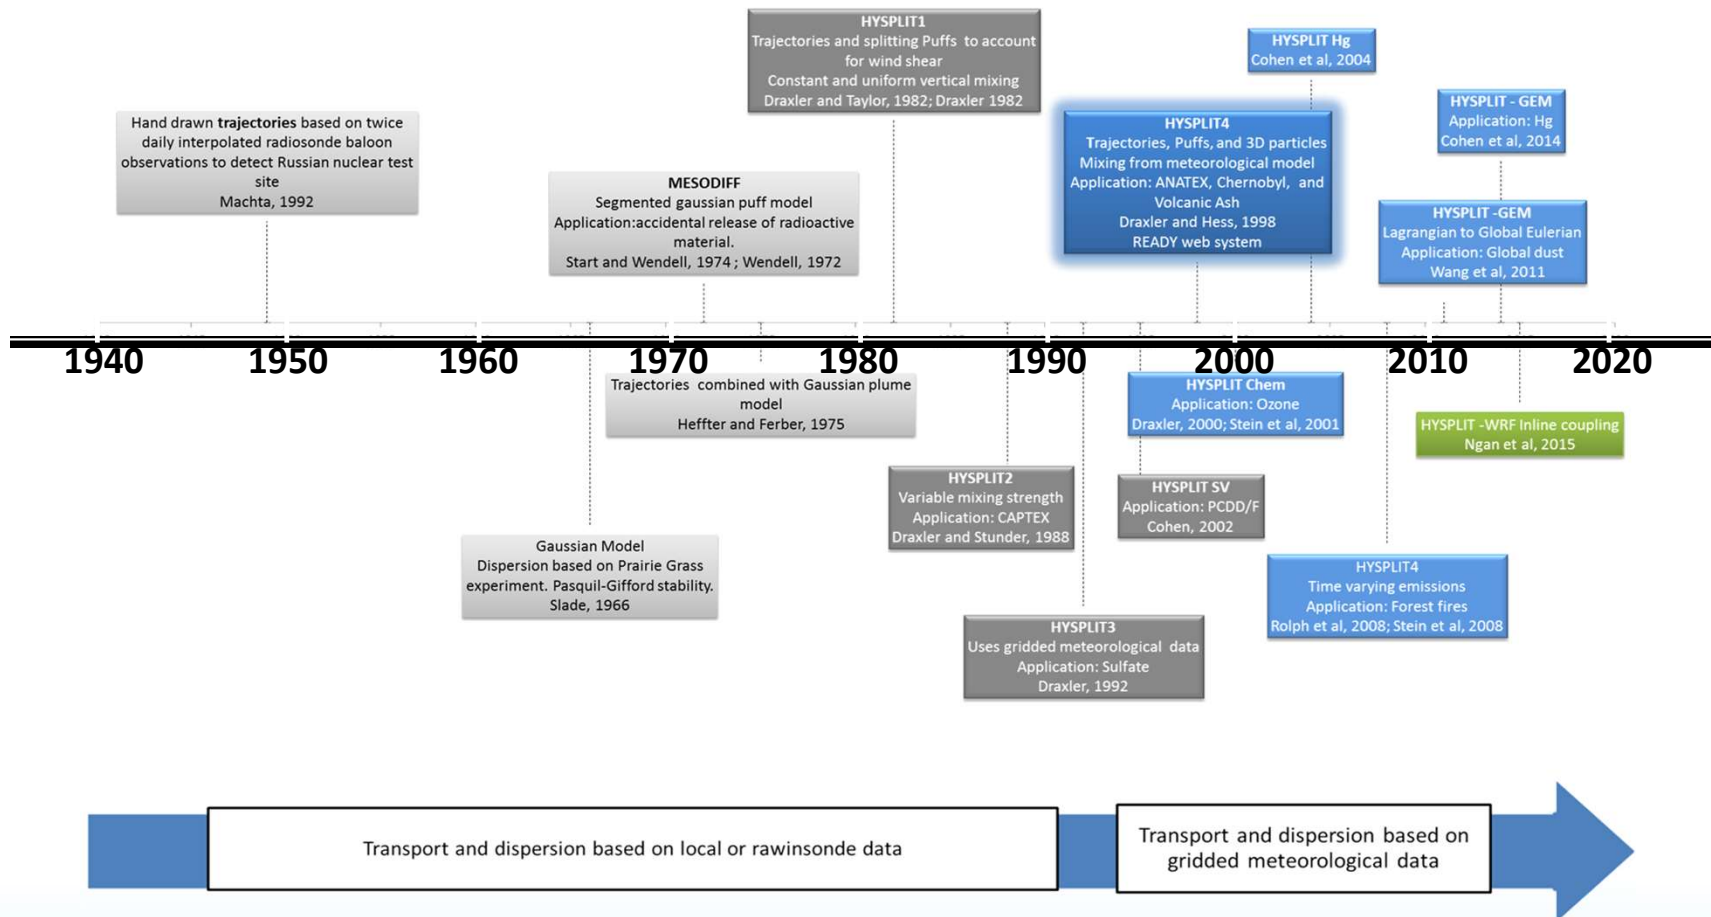 HYSPLIT1
Trajectories and splitting Puffs to account
for wind shear
Constant and uniform vertical mixing
Draxler and Taylor, 1982; Draxler 1982
HYSPLIT Hg
Cohen et al, 2004
Hand drawn trajectories based on twice
daily interpolated radiosonde baloon
observations to detect Russian nuclear test
site
Machta, 1992
MESODIFF
Segmented gaussian puff model
Application:accidental release of radioactive
material.
Start and Wendell, 1974 ; Wendell, 1972
HYSPLIT4
Trajectories, Puffs, and 3D particles
Mixing from meteorological model
Application: ANATEX, Chernobyl, and
Volcanic Ash
Draxler and Hess, 1998
READY web system
HYSPLIT - GEM
Application: Hg
Cohen et al, 2014
HYSPLIT -GEM
Lagrangian to Global Eulerian
Application: Global dust
Wang et al, 2011
1940 1950 1960 1970 1980 1990 2000 2010 2020
Trajectories combined with Gaussian plume
model
Heffter and Ferber, 1975
HYSPLIT Chem
Application: Ozone
Draxler, 2000; Stein et al, 2001
HYSPLIT -WRF Inline coupling
Ngan et al, 2015
HYSPLIT2
Variable mixing strength
Application: CAPTEX
Draxler and Stunder, 1988
HYSPLIT SV
Application: PCDD/F
Cohen, 2002
Gaussian Model
Dispersion based on Prairie Grass
experiment. Pasquil-Gifford stability.
Slade, 1966
HYSPLIT4
Time varying emissions
Application: Forest fires
Rolph et al, 2008; Stein et al, 2008
HYSPLIT3
Uses gridded meteorological data
Application: Sulfate
Draxler, 1992
Transport and dispersion based on local or rawinsonde data
Transport and dispersion based on
gridded meteorological data